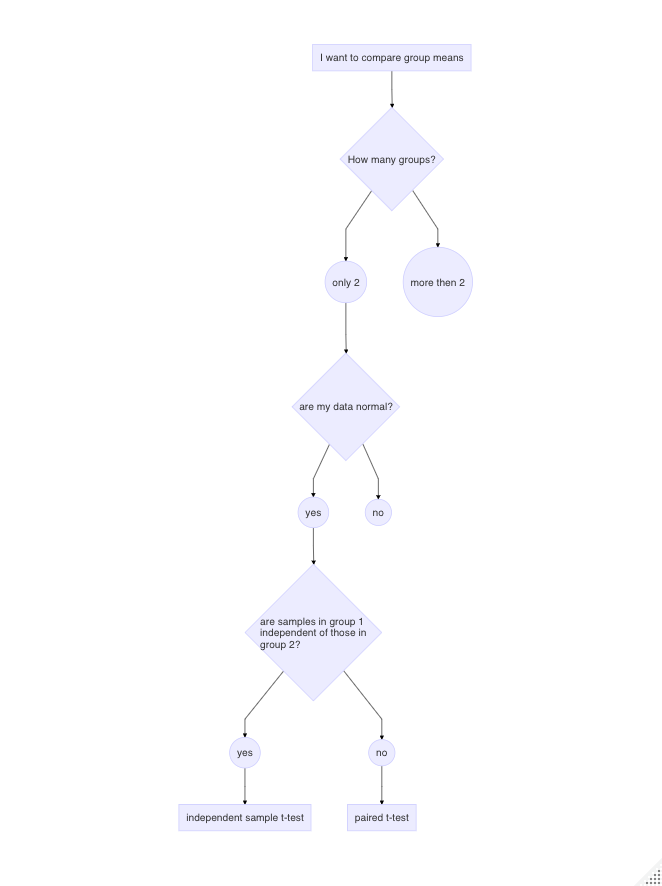 I want to compare group means
How many groups?
only 2
more then 2
are my data normal?
yes
no
are samples in group 1
independent of those in
group 2?
yes
no
independent sample t-test
paired t-test